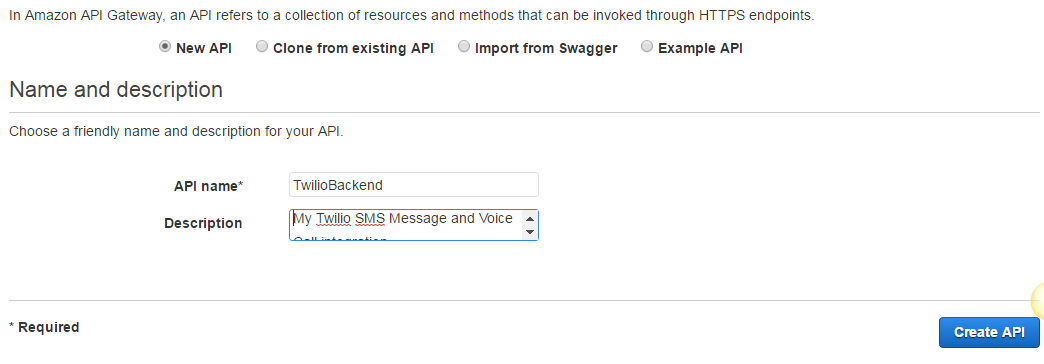 In Amazon API Gateway, an API refers to a collection of resources and methods that can be invoked through HTTPS endpoints.
New API Clone from existing API Import from Swagger Example API
Name and description
Choose a friendly name and description for your API.
API name* TwilioBackend
Description My Twilio SMS Message and Voice
Call integration
* Required
Create API